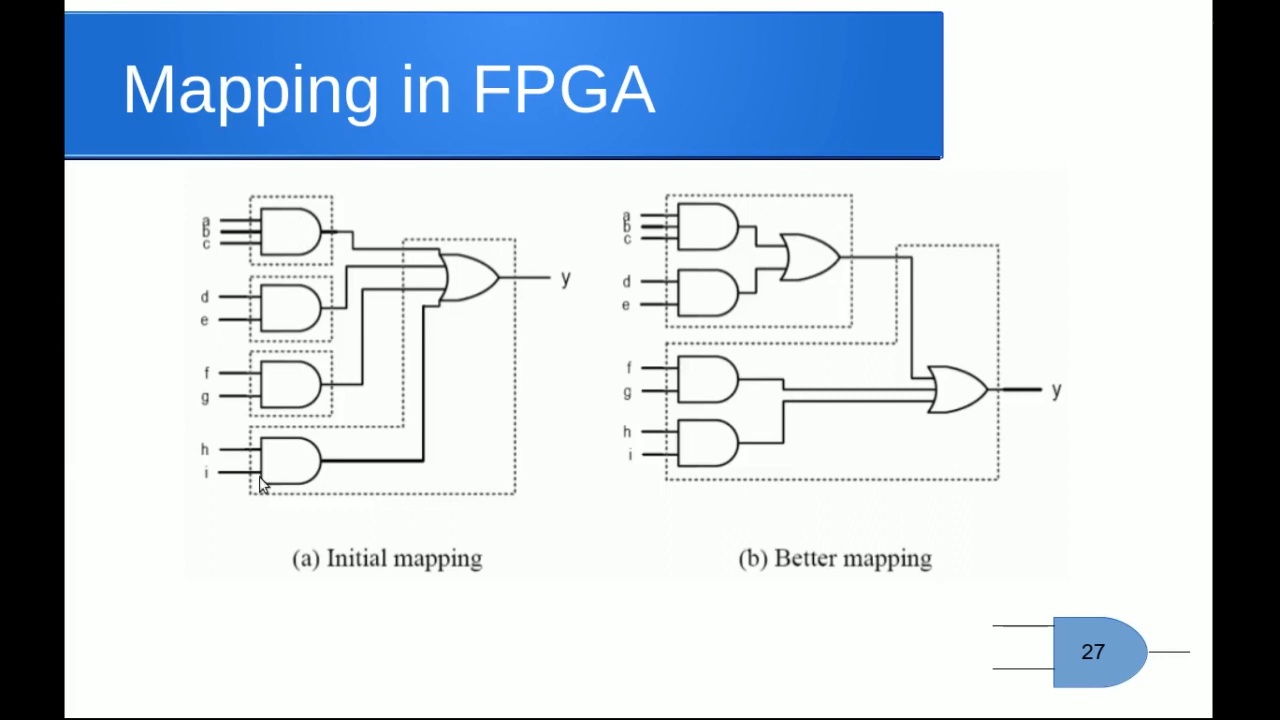 Mapping in FPGA
a
b
c
d
e
f
g
h
i
y
(a) Initial mapping
a
b
c
d
e
f
g
h
i
y
(b) Better mapping
27